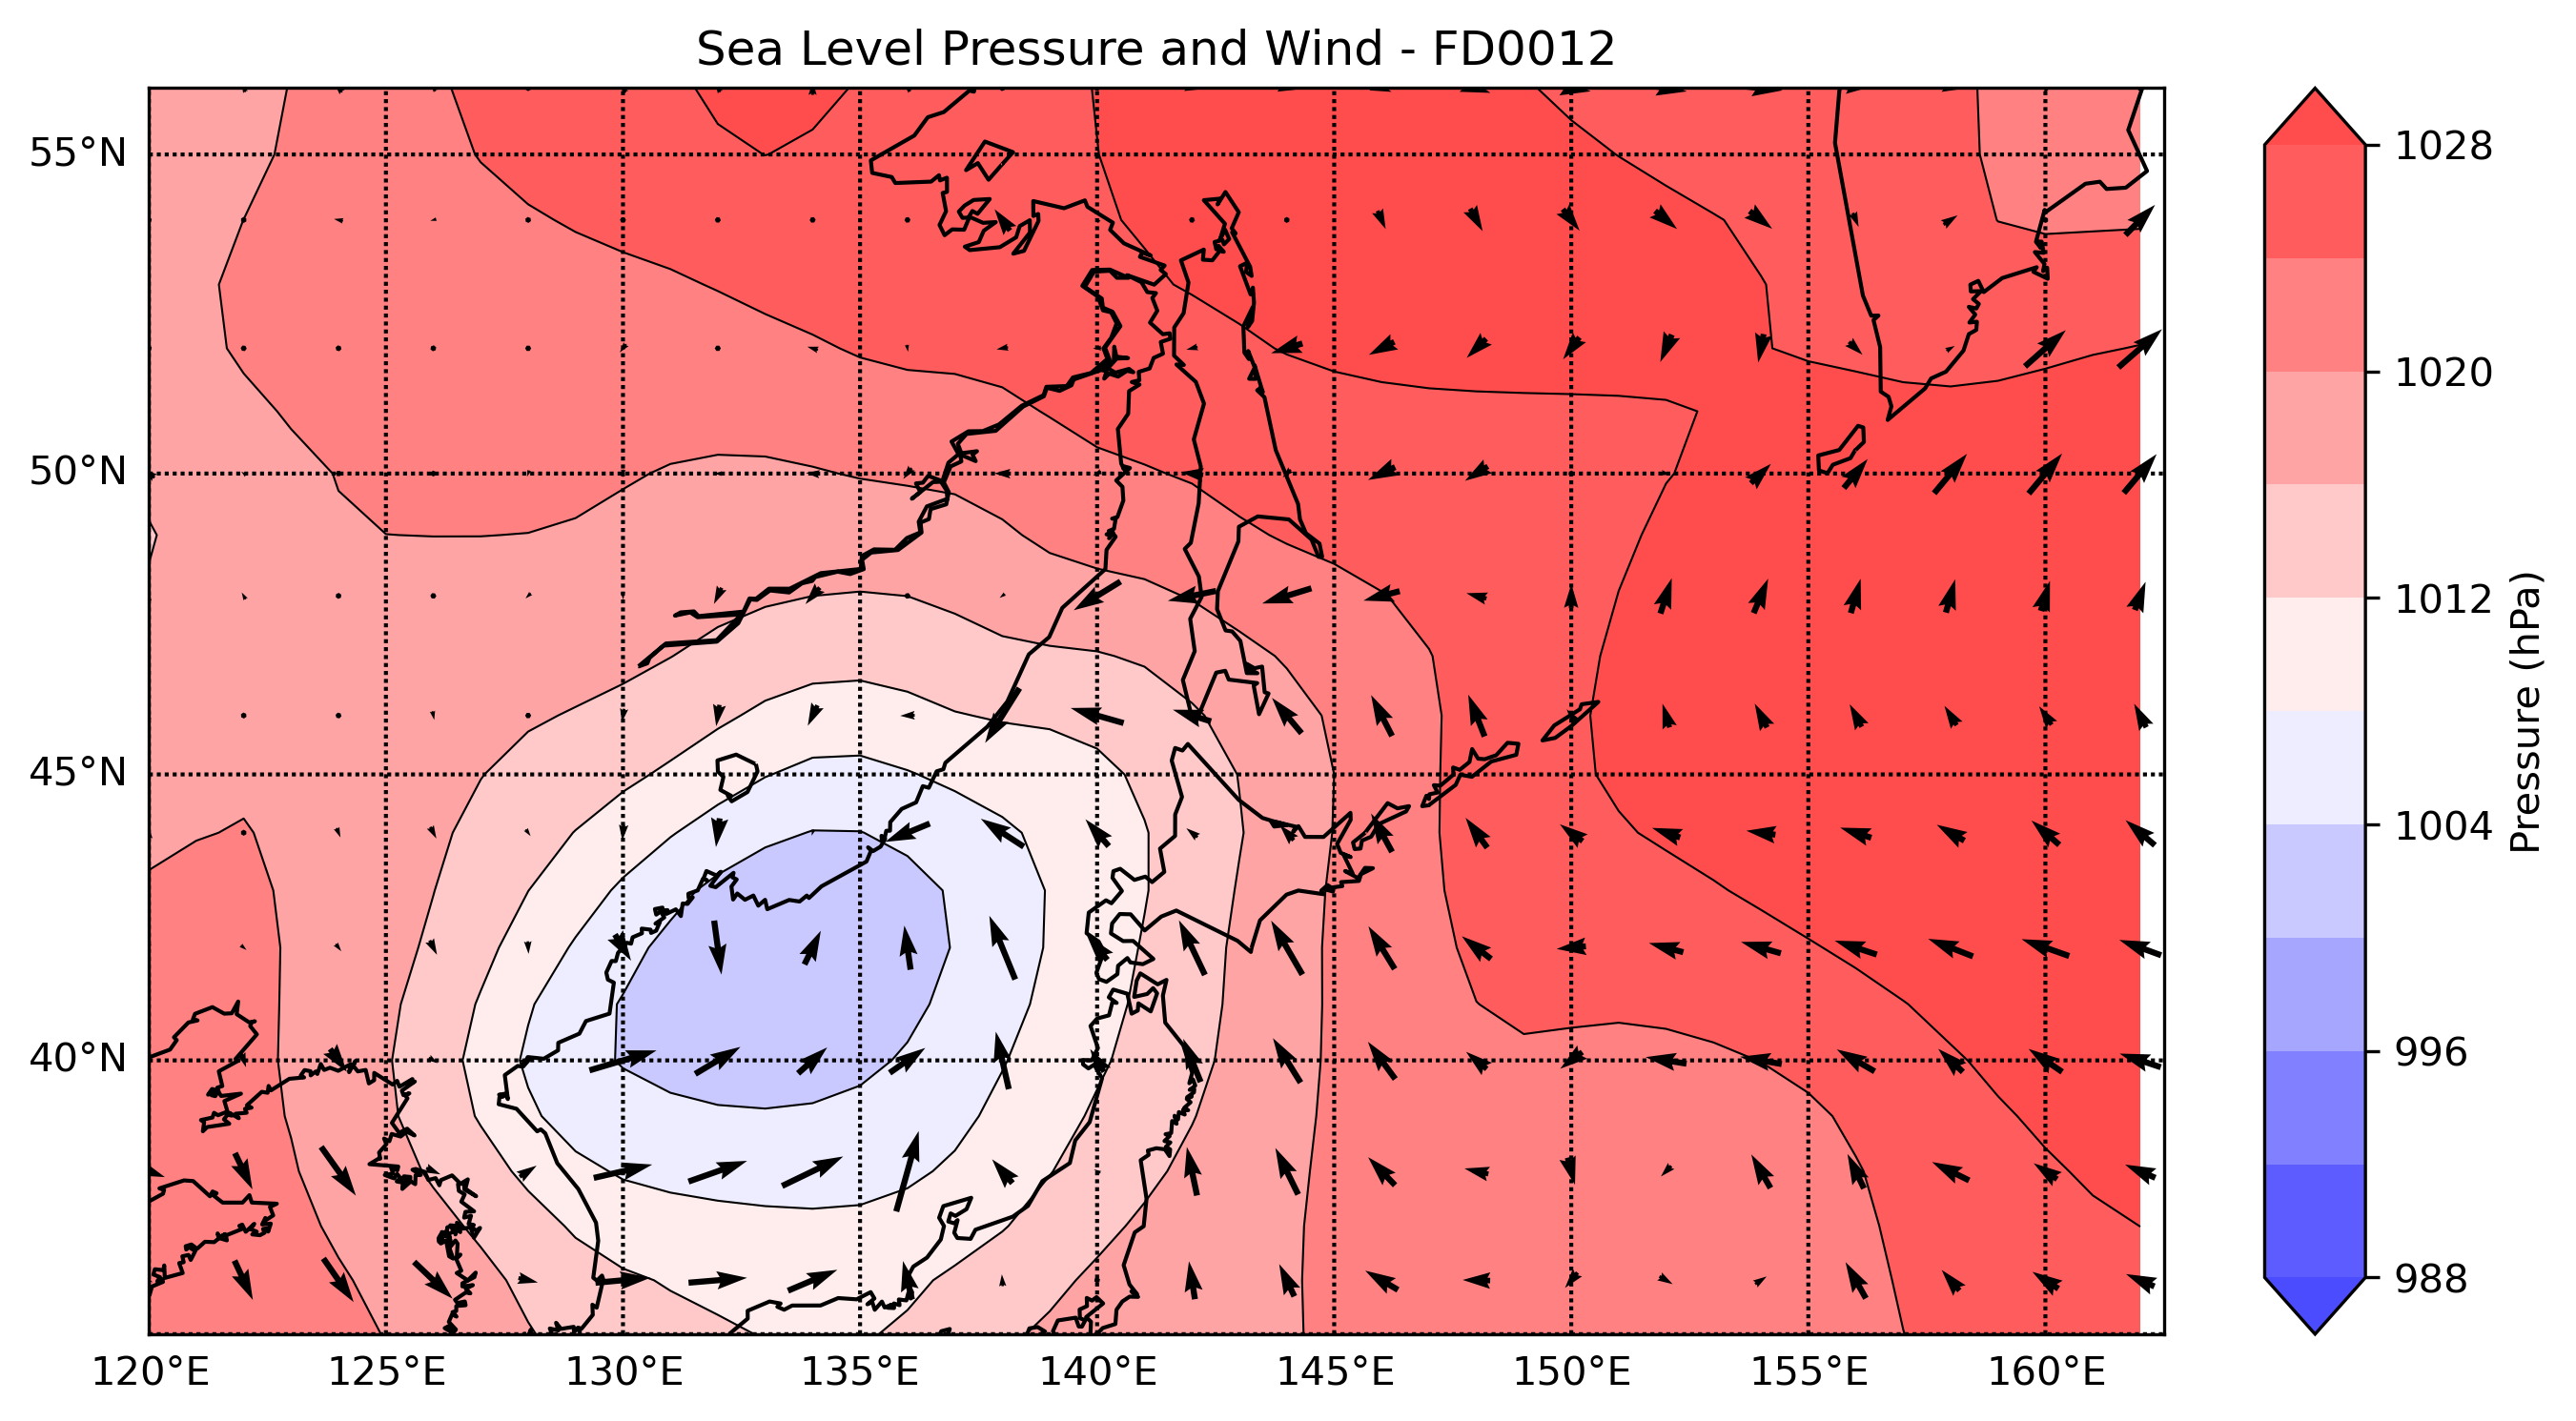 Sea Level Pressure and Wind - FD0012
55°N
50°N
45°N
40°N
120°E 125°E 130°E 135°E 140°E 145°E 150°E 155°E 160°E
1028
1020
1012
1004
996
988
Pressure (hPa)